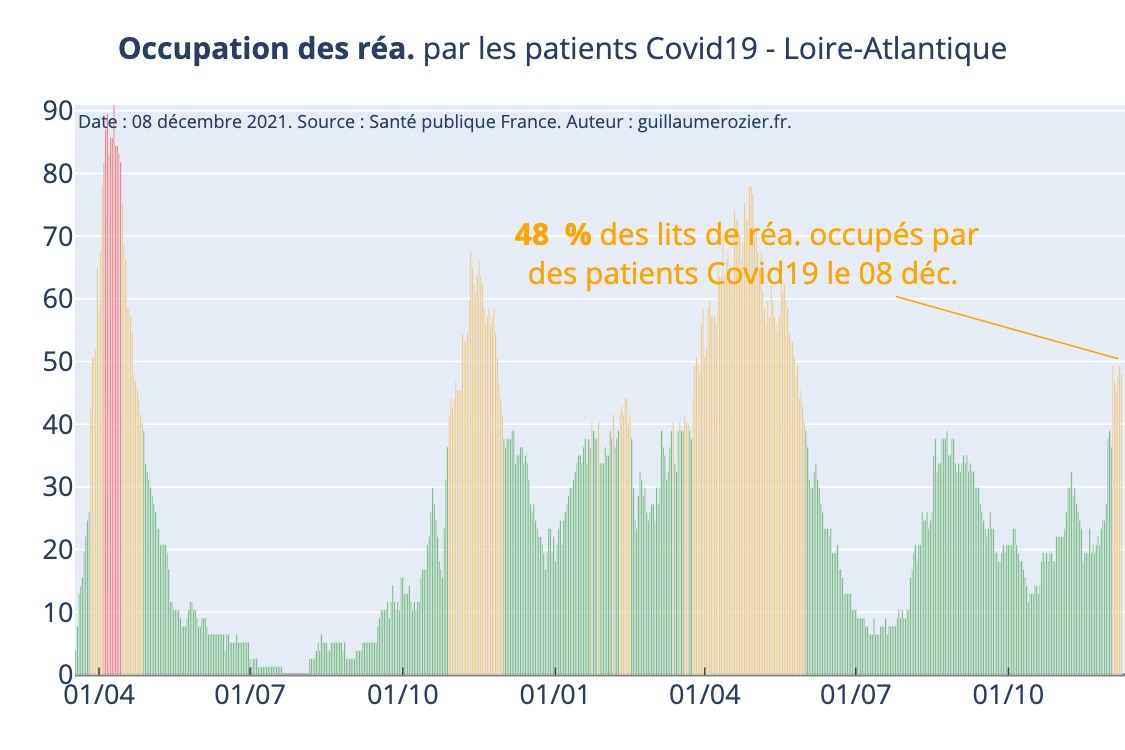 Occupation des réa. par les patients Covid19 - Loire-Atlantique
90
Date : 08 décembre 2021. Source : Santé publique France. Auteur : guillaumerozier.fr.
80
70
48 % des lits de réa. occupés par
des patients Covid19 le 08 déc.
60
50
40
30
20
10
0
01/04 01/07 01/10 01/01 01/04 01/07 01/10